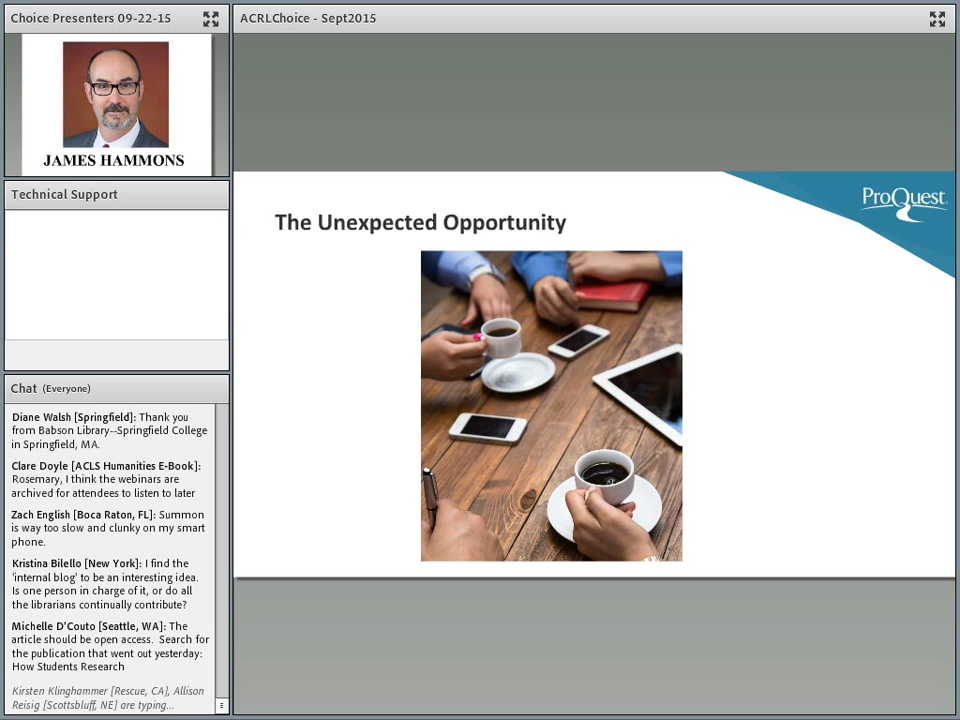 Choice Presenters 09-22-15
JAMES HAMMONS
Technical Support
Chat (Everyone)
Diane Walsh [Springfield]: Thank you
from Babson Library--Springfield College
in Springfield, MA.
Clare Doyle [ACLS Humanities E-Book]:
Rosemary, I think the webinars are
archived for attendees to listen to later
Zach English [Boca Raton, FL]: Summon
is way too slow and clunky on my smart
phone.
Kristina Bilello [New York]: I find the
'internal blog' to be an interesting idea.
Is one person in charge of it, or do all
the librarians continually contribute?
Michelle D'Couto [Seattle, WA]: The
article should be open access.  Search for
the publication that went out yesterday:
How Students Research
Kirsten Klinghammer [Rescue, CA], Allison
Reisig [Scottsbluff, NE] are typing...
ACRLChoice - Sept2015
ProQuest
The Unexpected Opportunity